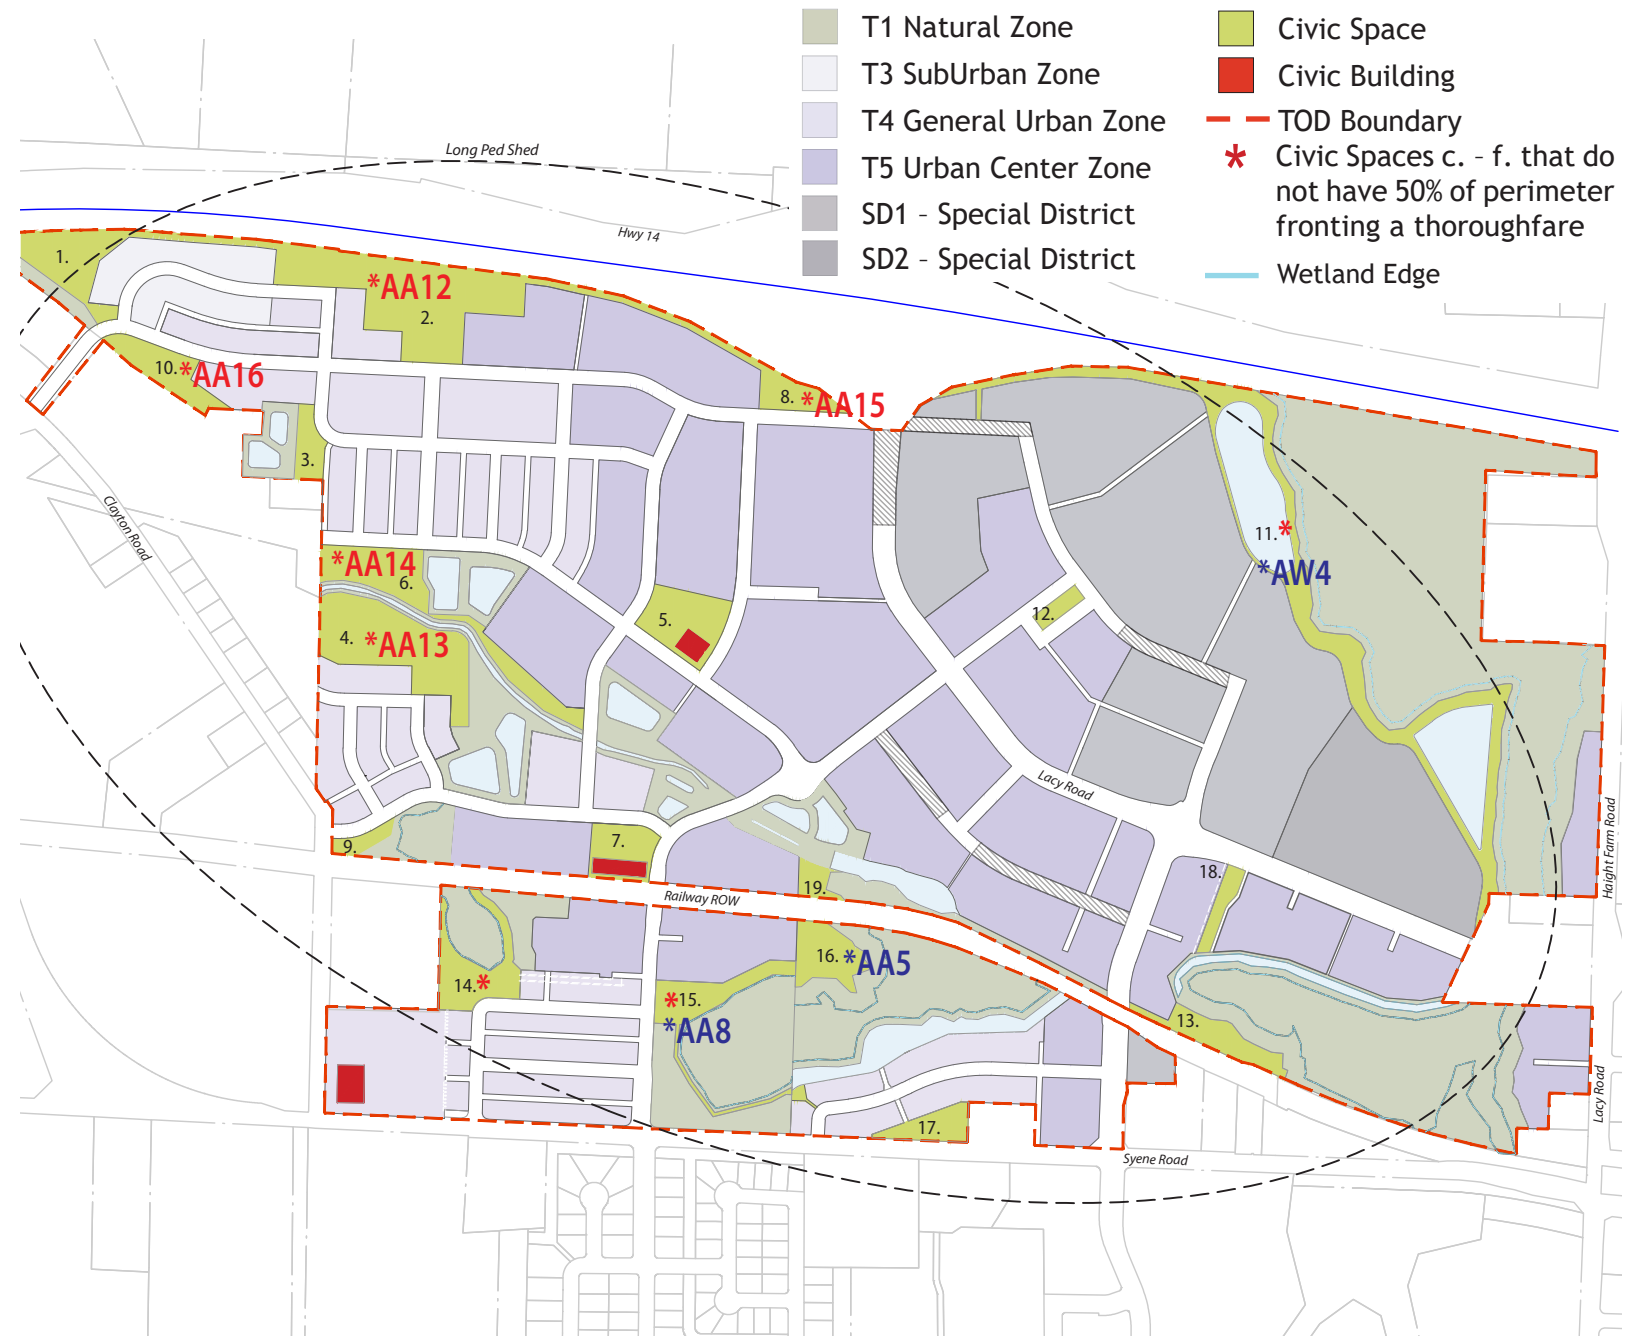 T1 Natural Zone
T3 SubUrban Zone
T4 General Urban Zone
T5 Urban Center Zone
SD1 – Special District
SD2 – Special District
Civic Space
Civic Building
TOD Boundary
* Civic Spaces c. – f. that do
not have 50% of perimeter
fronting a thoroughfare
Wetland Edge
Long Ped Shed
Hwy 14
1.
*AA12
2.
10. *AA16
8. *AA15
3.
Clayton Road
11. *
*AW4
*AA14
6.
4. *AA13
5.
12.
Lacy Road
Haight Farm Road
7.
9.
18.
19.
Railway ROW
14. *
*15.
*AA8
16. *AA5
13.
17.
Lacy Road
Syene Road